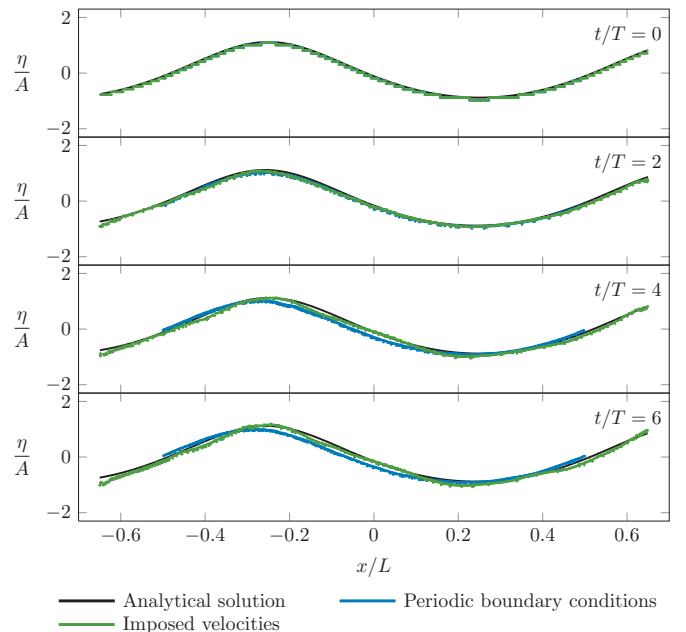 2
0
−2
η/A
t/T = 0
2
0
−2
η/A
t/T = 2
2
0
−2
η/A
t/T = 4
2
0
−2
η/A
t/T = 6
−0.6 −0.4 −0.2 0 0.2 0.4 0.6
x/L
Analytical solution Periodic boundary conditions
Imposed velocities